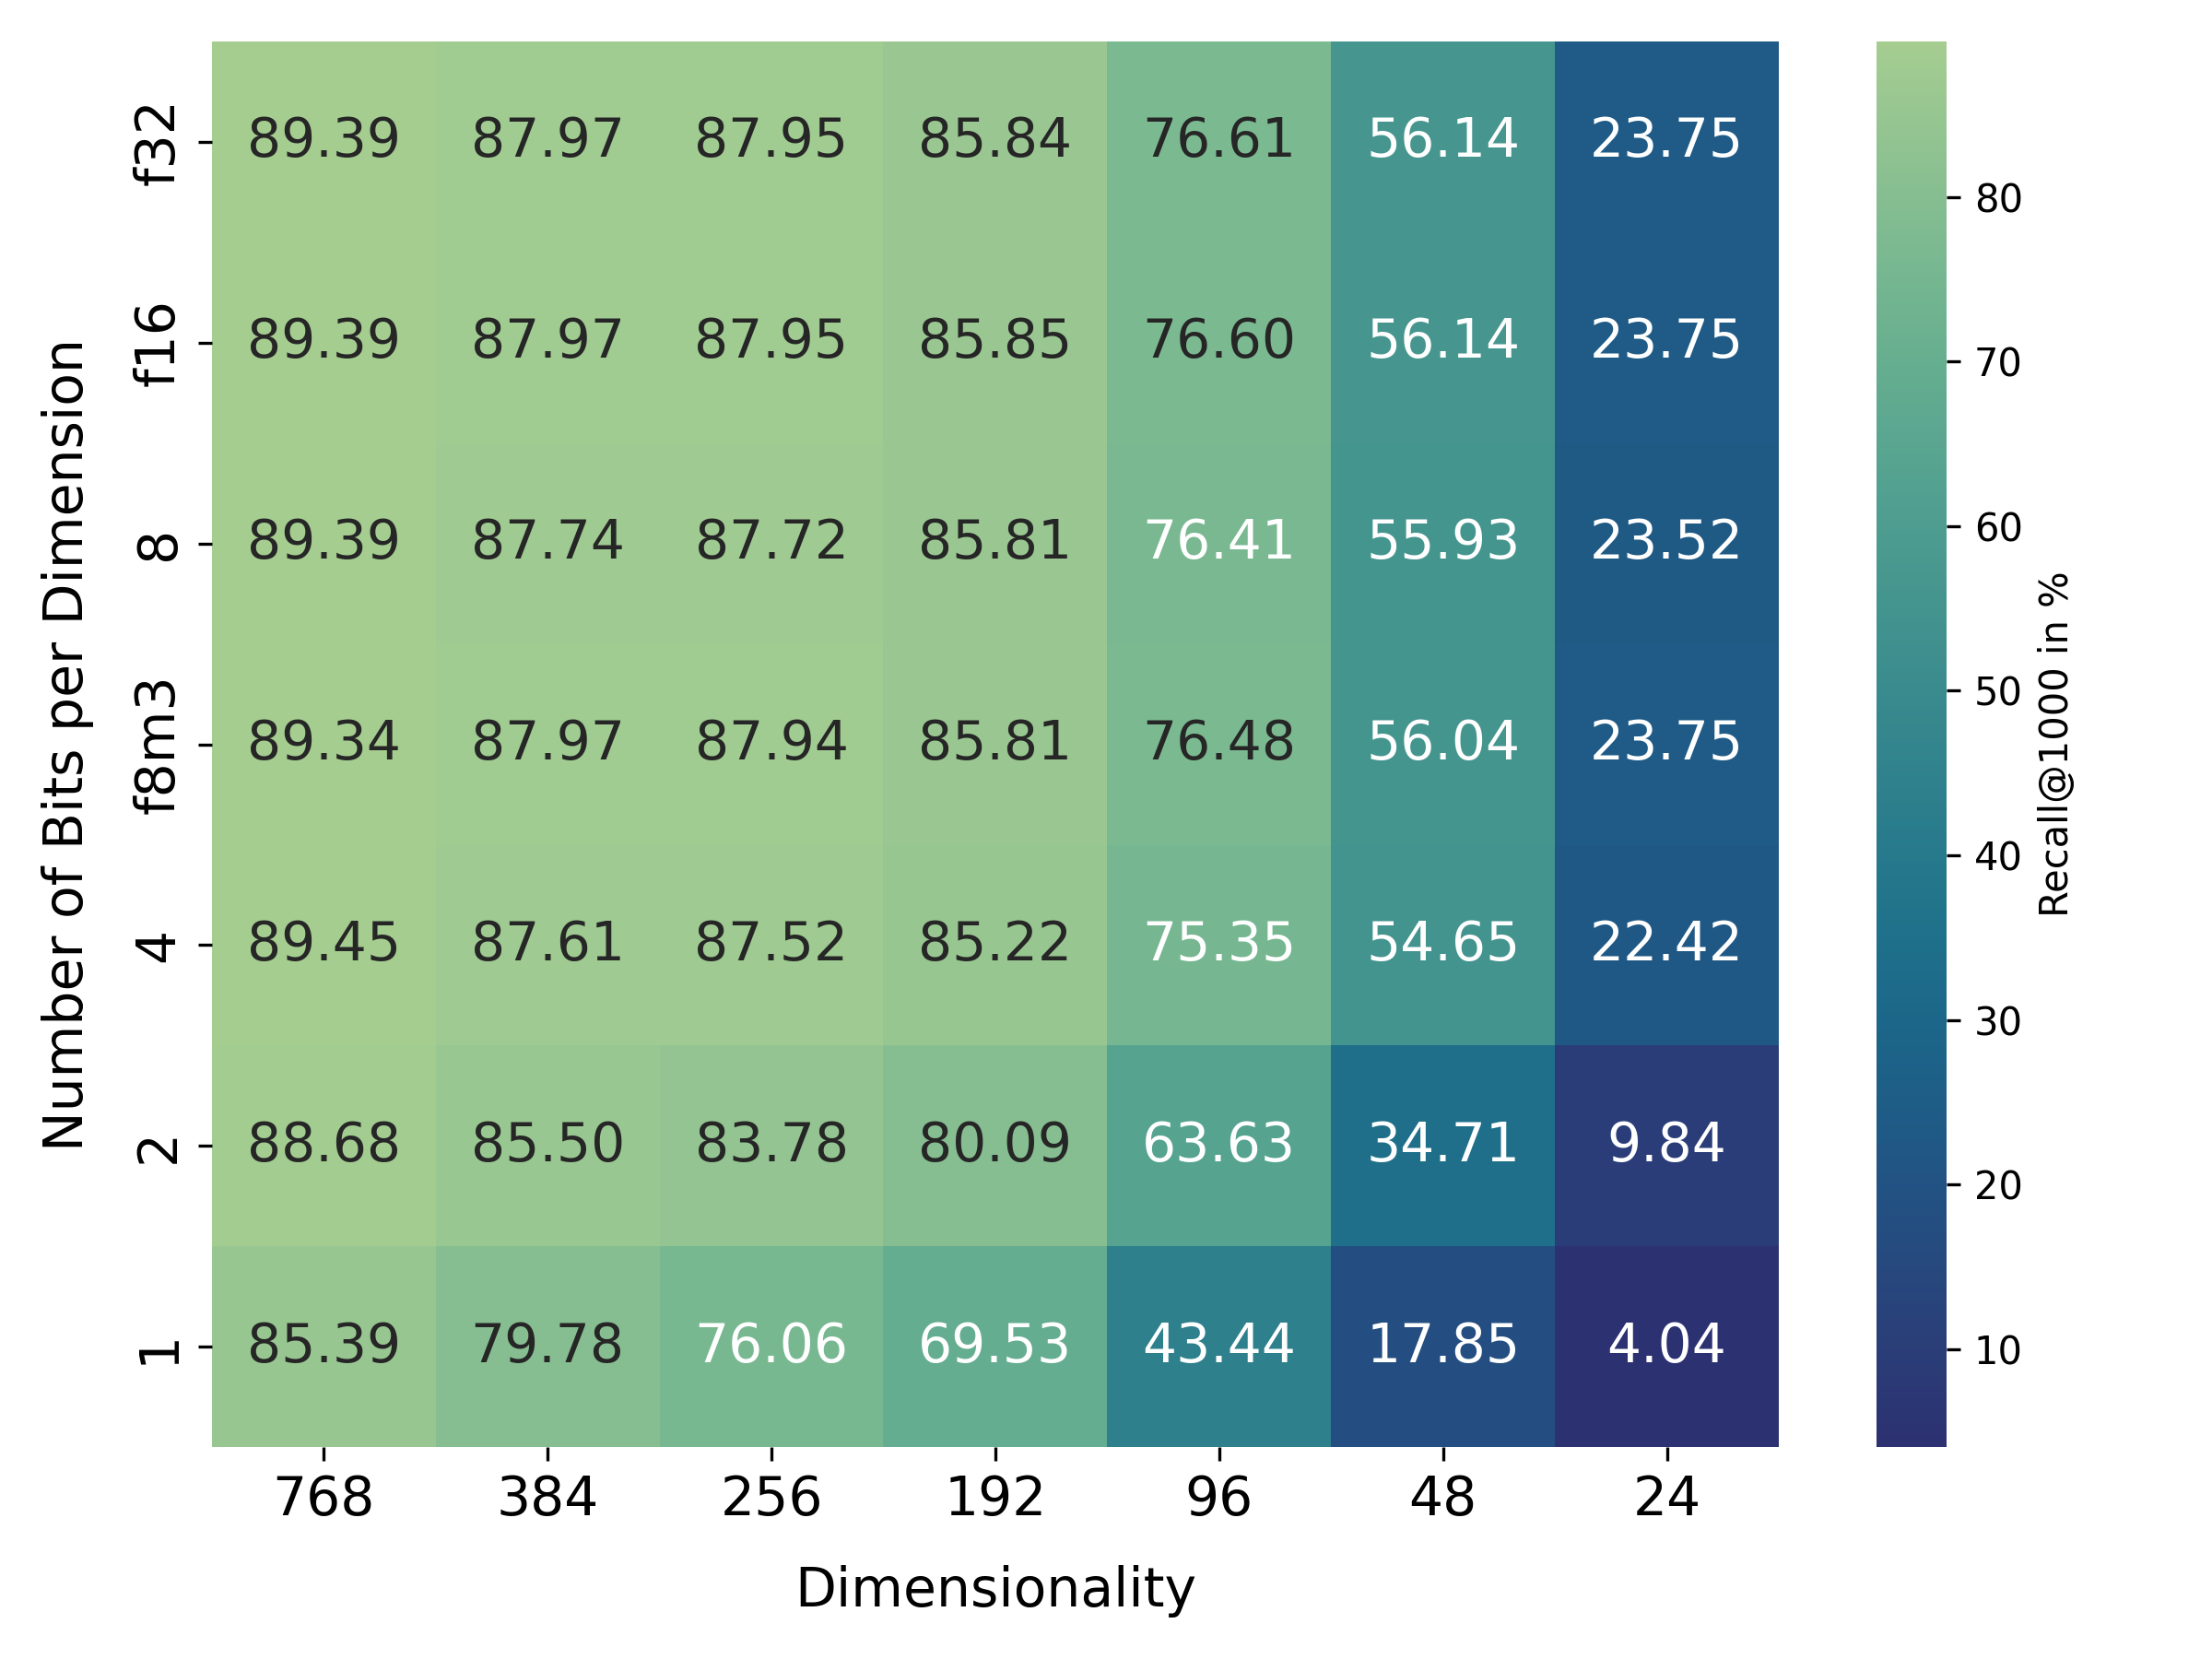 Number of Bits per Dimension
f32 89.39 87.97 87.95 85.84 76.61 56.14 23.75
f16 89.39 87.97 87.95 85.85 76.60 56.14 23.75
8 89.39 87.74 87.72 85.81 76.41 55.93 23.52
f8m3 89.34 87.97 87.94 85.81 76.48 56.04 23.75
4 89.45 87.61 87.52 85.22 75.35 54.65 22.42
2 88.68 85.50 83.78 80.09 63.63 34.71 9.84
1 85.39 79.78 76.06 69.53 43.44 17.85 4.04
768 384 256 192 96 48 24
Dimensionality
80
70
60
50
40
30
20
10
Recall@1000 in %